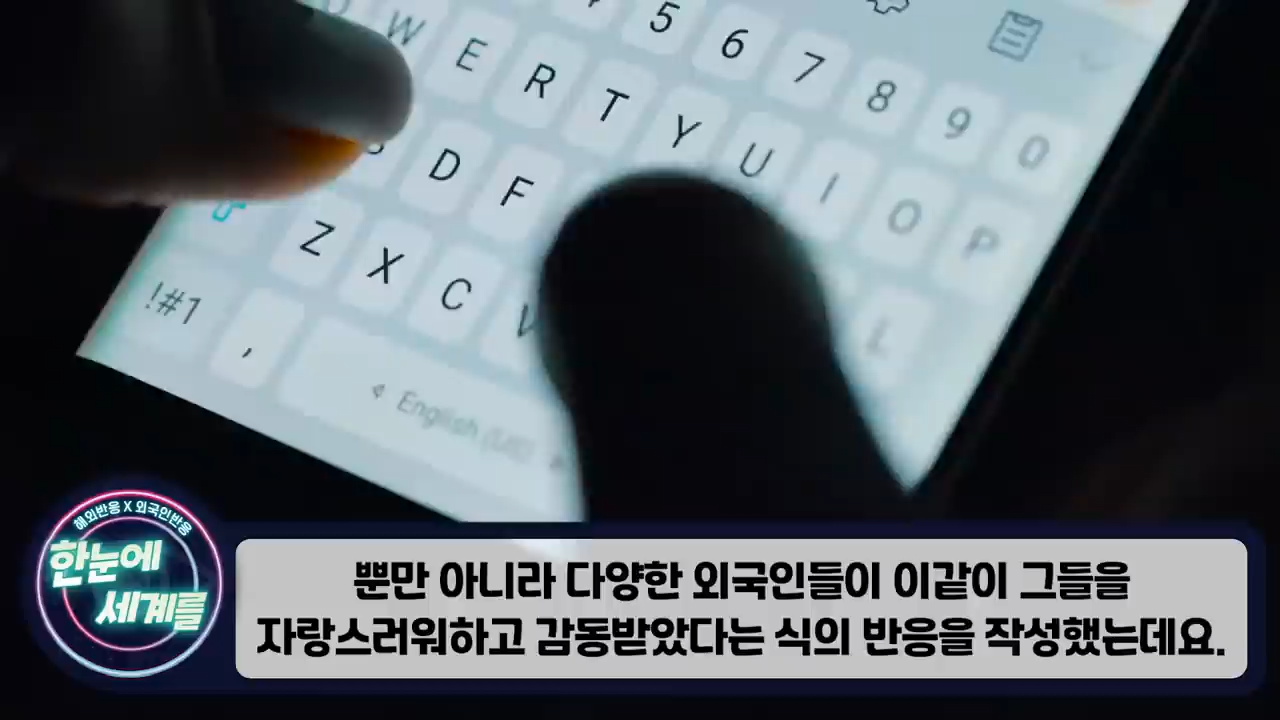 5 6 7 8 9 0
W E R T Y U I O P
D F L
Z X C V
!#1 , English (US)
해외반응 X 외국인반응
한눈에
세계를
뿐만 아니라 다양한 외국인들이 이같이 그들을
자랑스러워하고 감동받았다는 식의 반응을 작성했는데요.